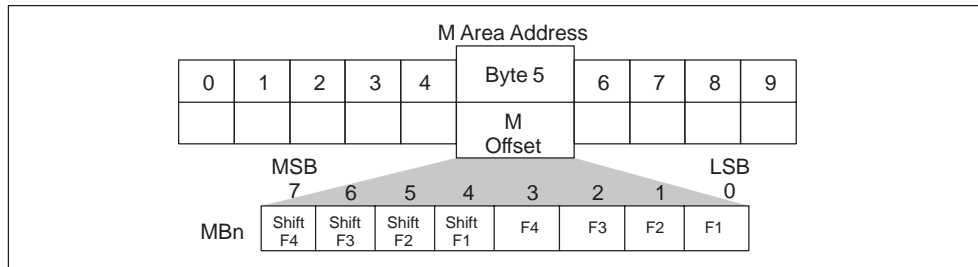 M Area Address
0 1 2 3 4 Byte 5 6 7 8 9
M
Offset
MSB LSB
7 6 5 4 3 2 1 0
MBn Shift F4 Shift F3 Shift F2 Shift F1 F4 F3 F2 F1